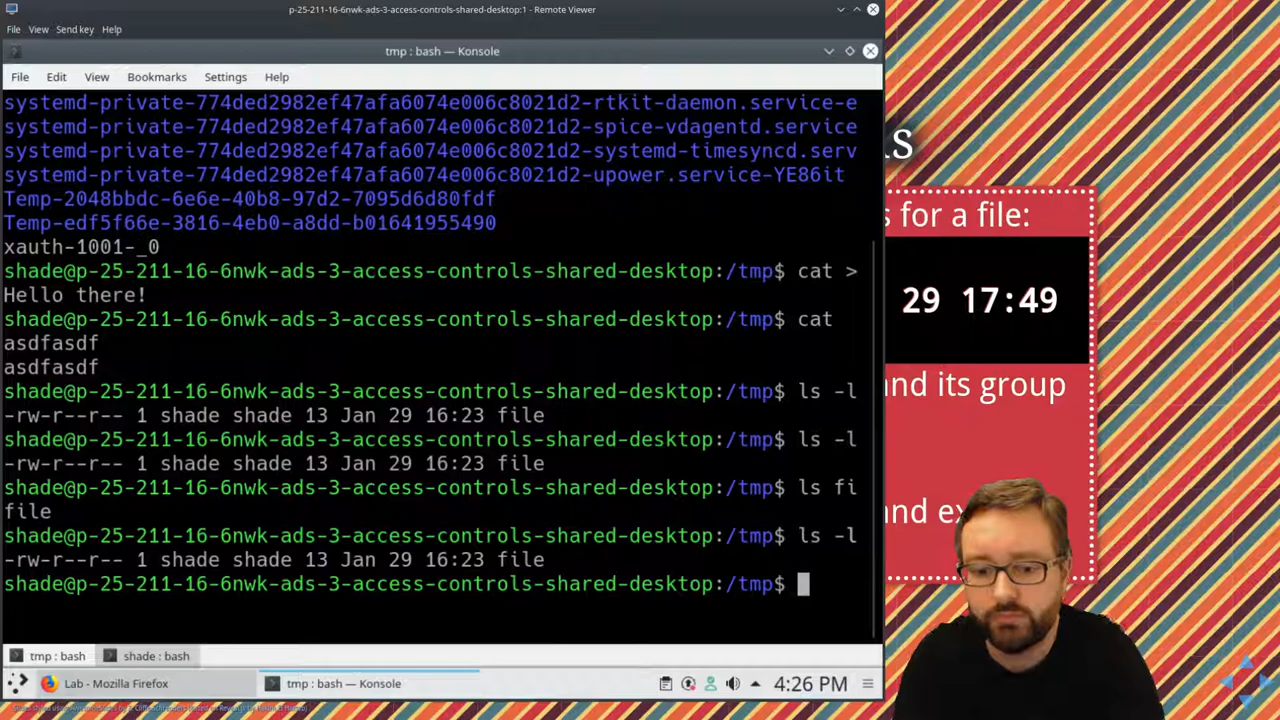 p-25-211-16-6nwk-ads-3-access-controls-shared-desktop:1 - Remote Viewer
File View Send key Help
tmp : bash — Konsole
File Edit View Bookmarks Settings Help
systemd-private-774ded2982ef47afa6074e006c8021d2-rtkit-daemon.service-e
systemd-private-774ded2982ef47afa6074e006c8021d2-spice-vdagentd.service
systemd-private-774ded2982ef47afa6074e006c8021d2-systemd-timesyncd.serv
systemd-private-774ded2982ef47afa6074e006c8021d2-upower.service-YE86it
Temp-2048bbdc-6e6e-40b8-97d2-7095d6d80fdf
Temp-edf5f66e-3816-4eb0-a8dd-b01641955490
xauth-1001-_0
shade@p-25-211-16-6nwk-ads-3-access-controls-shared-desktop:/tmp$ cat >
Hello there!
shade@p-25-211-16-6nwk-ads-3-access-controls-shared-desktop:/tmp$ cat
asdfasdf
asdfasdf
shade@p-25-211-16-6nwk-ads-3-access-controls-shared-desktop:/tmp$ ls -l
-rw-r--r-- 1 shade shade 13 Jan 29 16:23 file
shade@p-25-211-16-6nwk-ads-3-access-controls-shared-desktop:/tmp$ ls -l
-rw-r--r-- 1 shade shade 13 Jan 29 16:23 file
shade@p-25-211-16-6nwk-ads-3-access-controls-shared-desktop:/tmp$ ls fi
file
shade@p-25-211-16-6nwk-ads-3-access-controls-shared-desktop:/tmp$ ls -l
-rw-r--r-- 1 shade shade 13 Jan 29 16:23 file
shade@p-25-211-16-6nwk-ads-3-access-controls-shared-desktop:/tmp$
tmp : bash shade : bash
Lab - Mozilla Firefox tmp : bash — Konsole 4:26 PM
ls
s for a file:
29 17:49
and its group
and ex